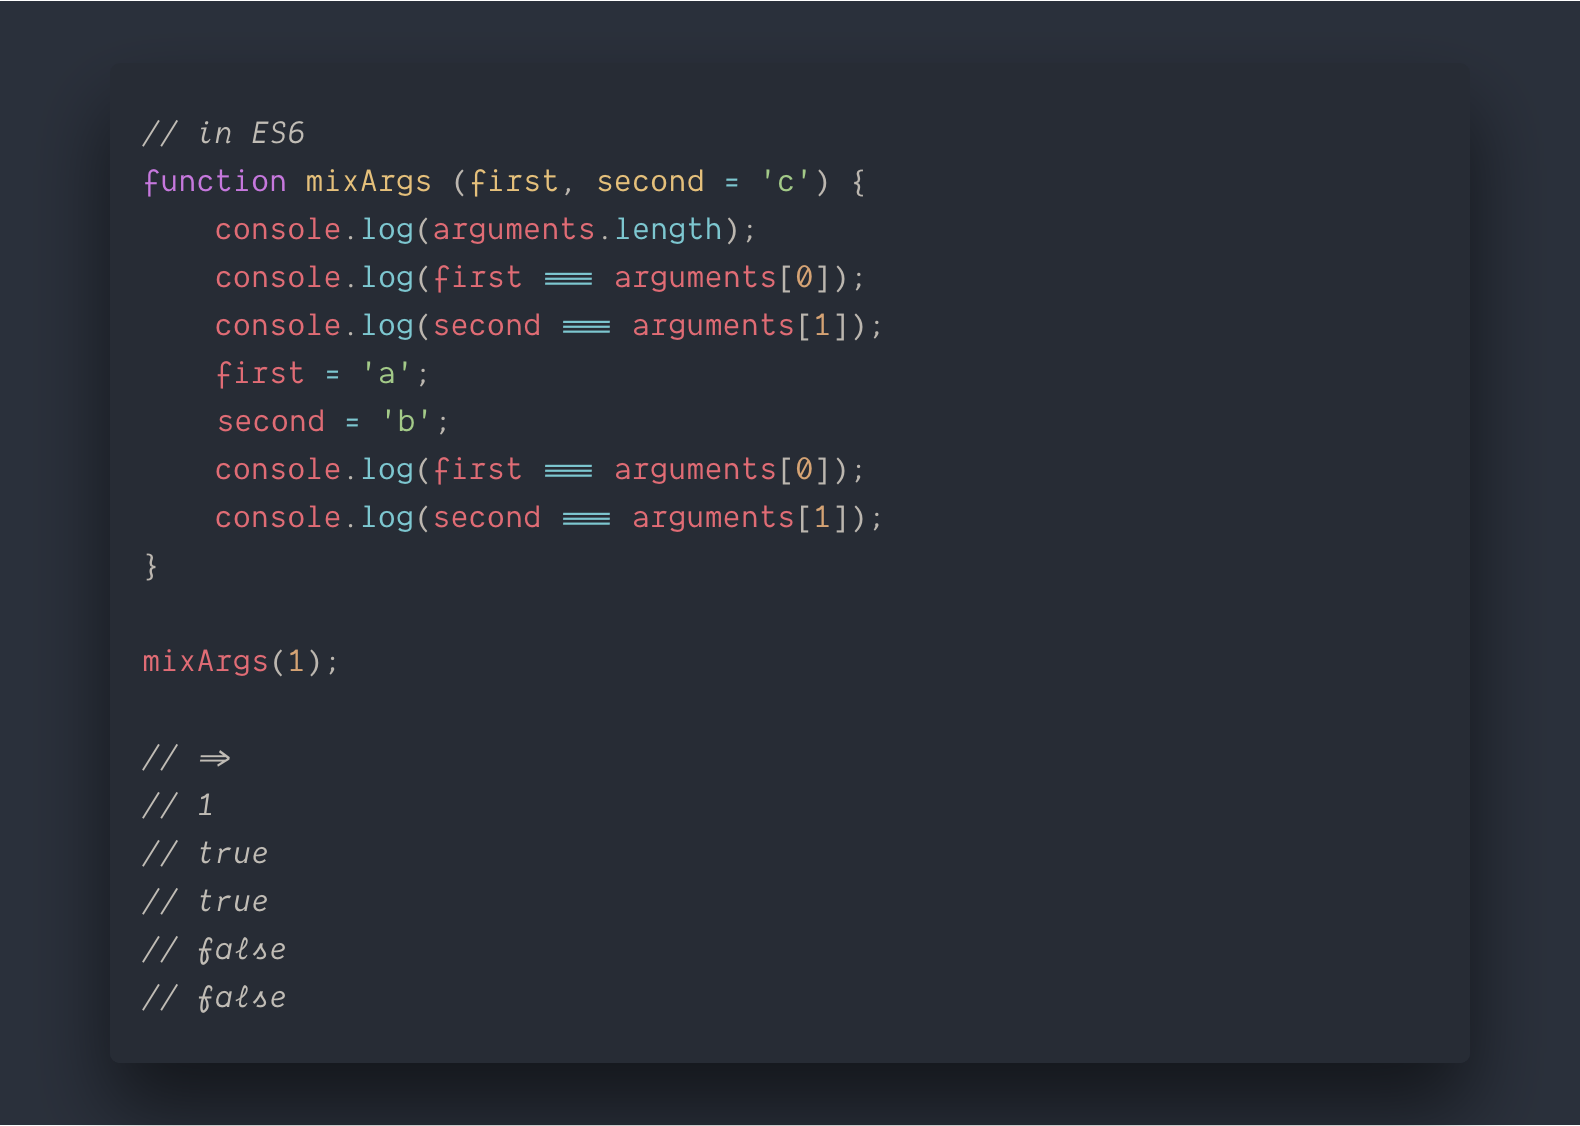 // in ES6
function mixArgs (first, second = 'c') {
    console.log(arguments.length);
    console.log(first === arguments[0]);
    console.log(second === arguments[1]);
    first = 'a';
    second = 'b';
    console.log(first === arguments[0]);
    console.log(second === arguments[1]);
}

mixArgs(1);

// =>
// 1
// true
// true
// false
// false